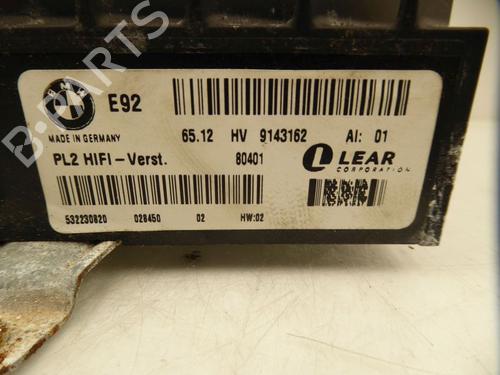 BMW
E92
MADE IN GERMANY
65.12 HV 9143162 AI: 01
PL2 HIFI-Verst. 80401
LEAR
CORPORATION
532230820 028450 02 HW:02
B-PARTS